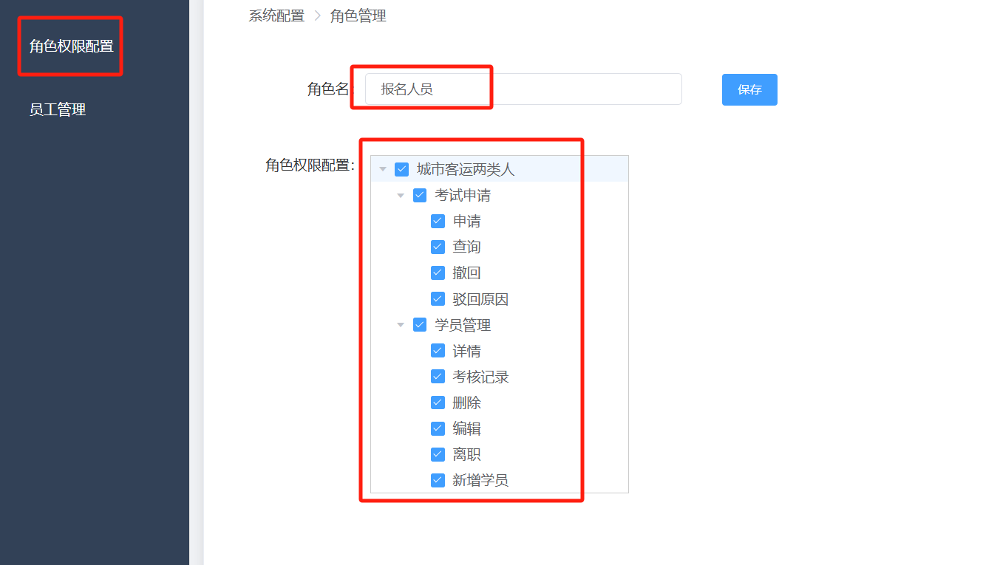 系统配置 > 角色管理
角色权限配置
员工管理
角色名: 报名人员 保存
角色权限配置:
城市客运两类人
考试申请
申请
查询
撤回
驳回原因
学员管理
详情
考核记录
删除
编辑
离职
新增学员